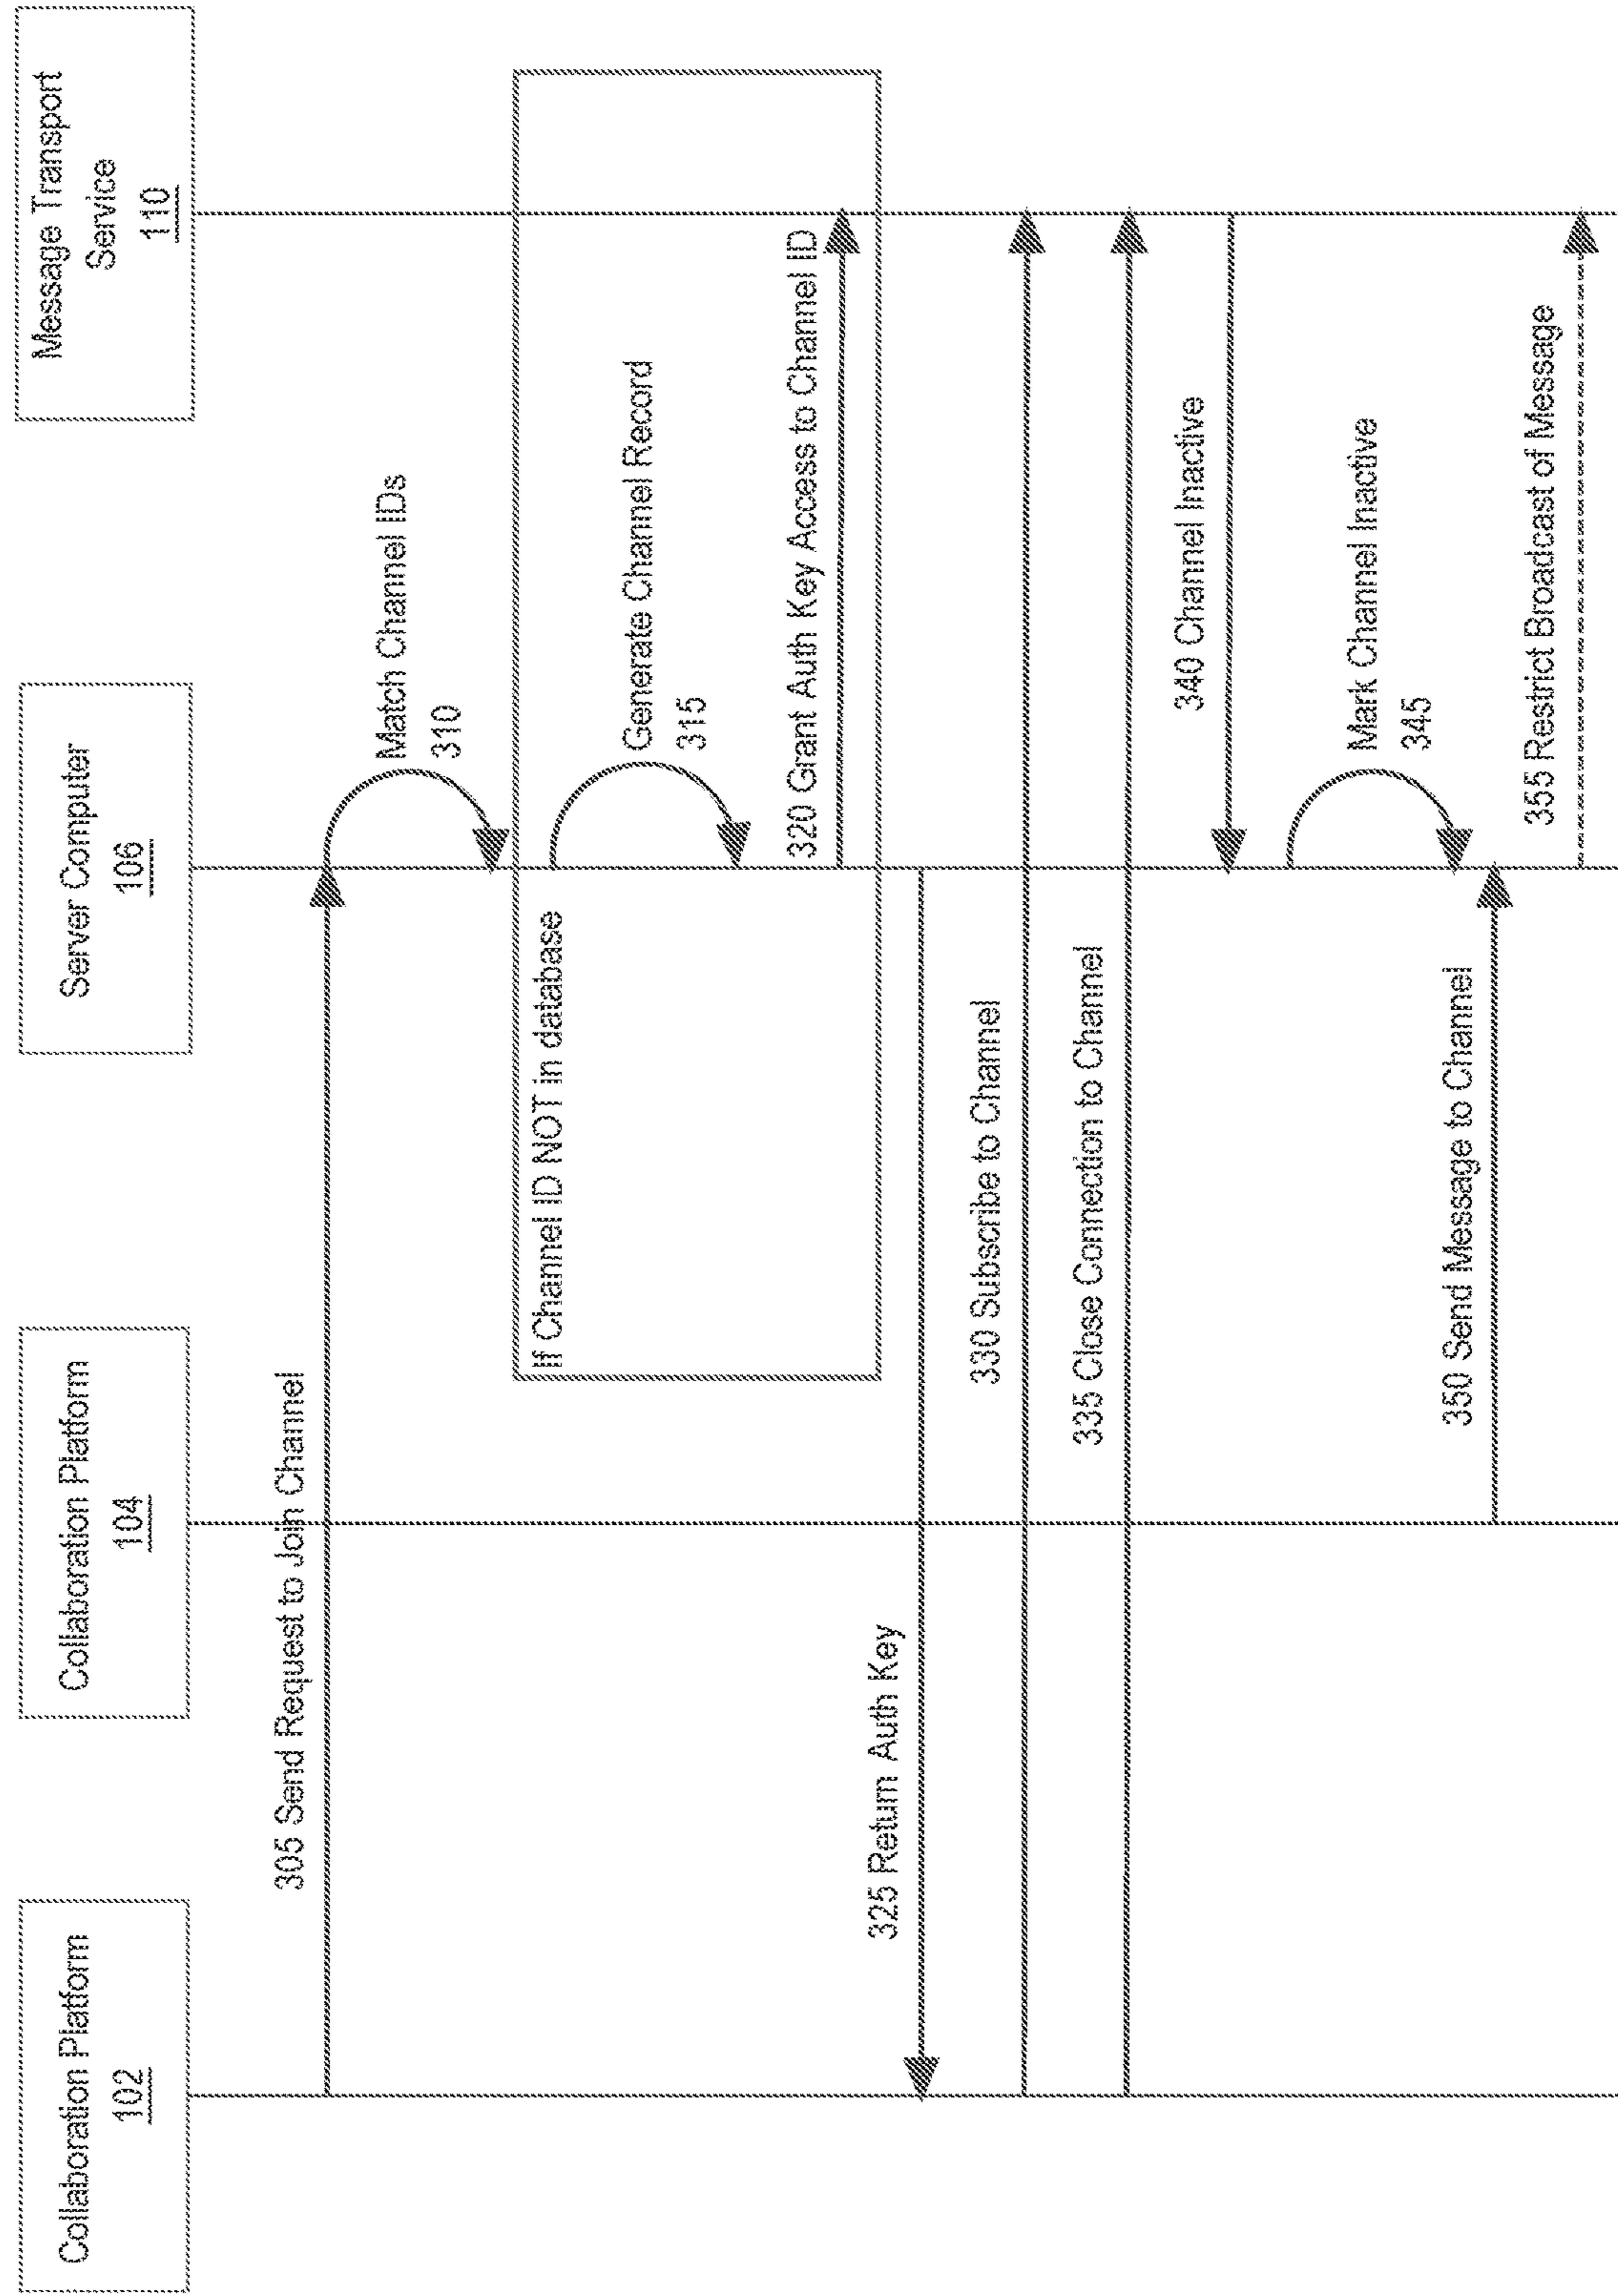 Collaboration Platform
102
Collaboration Platform
104
Server Computer
106
Message Transport
Service
110
305 Send Request to Join Channel
Match Channel IDs
310
If Channel ID NOT in database
Generate Channel Record
315
320 Grant Auth Key Access to Channel ID
325 Return Auth Key
330 Subscribe to Channel
335 Close Connection to Channel
340 Channel Inactive
Mark Channel Inactive
345
350 Send Message to Channel
355 Restrict Broadcast of Message